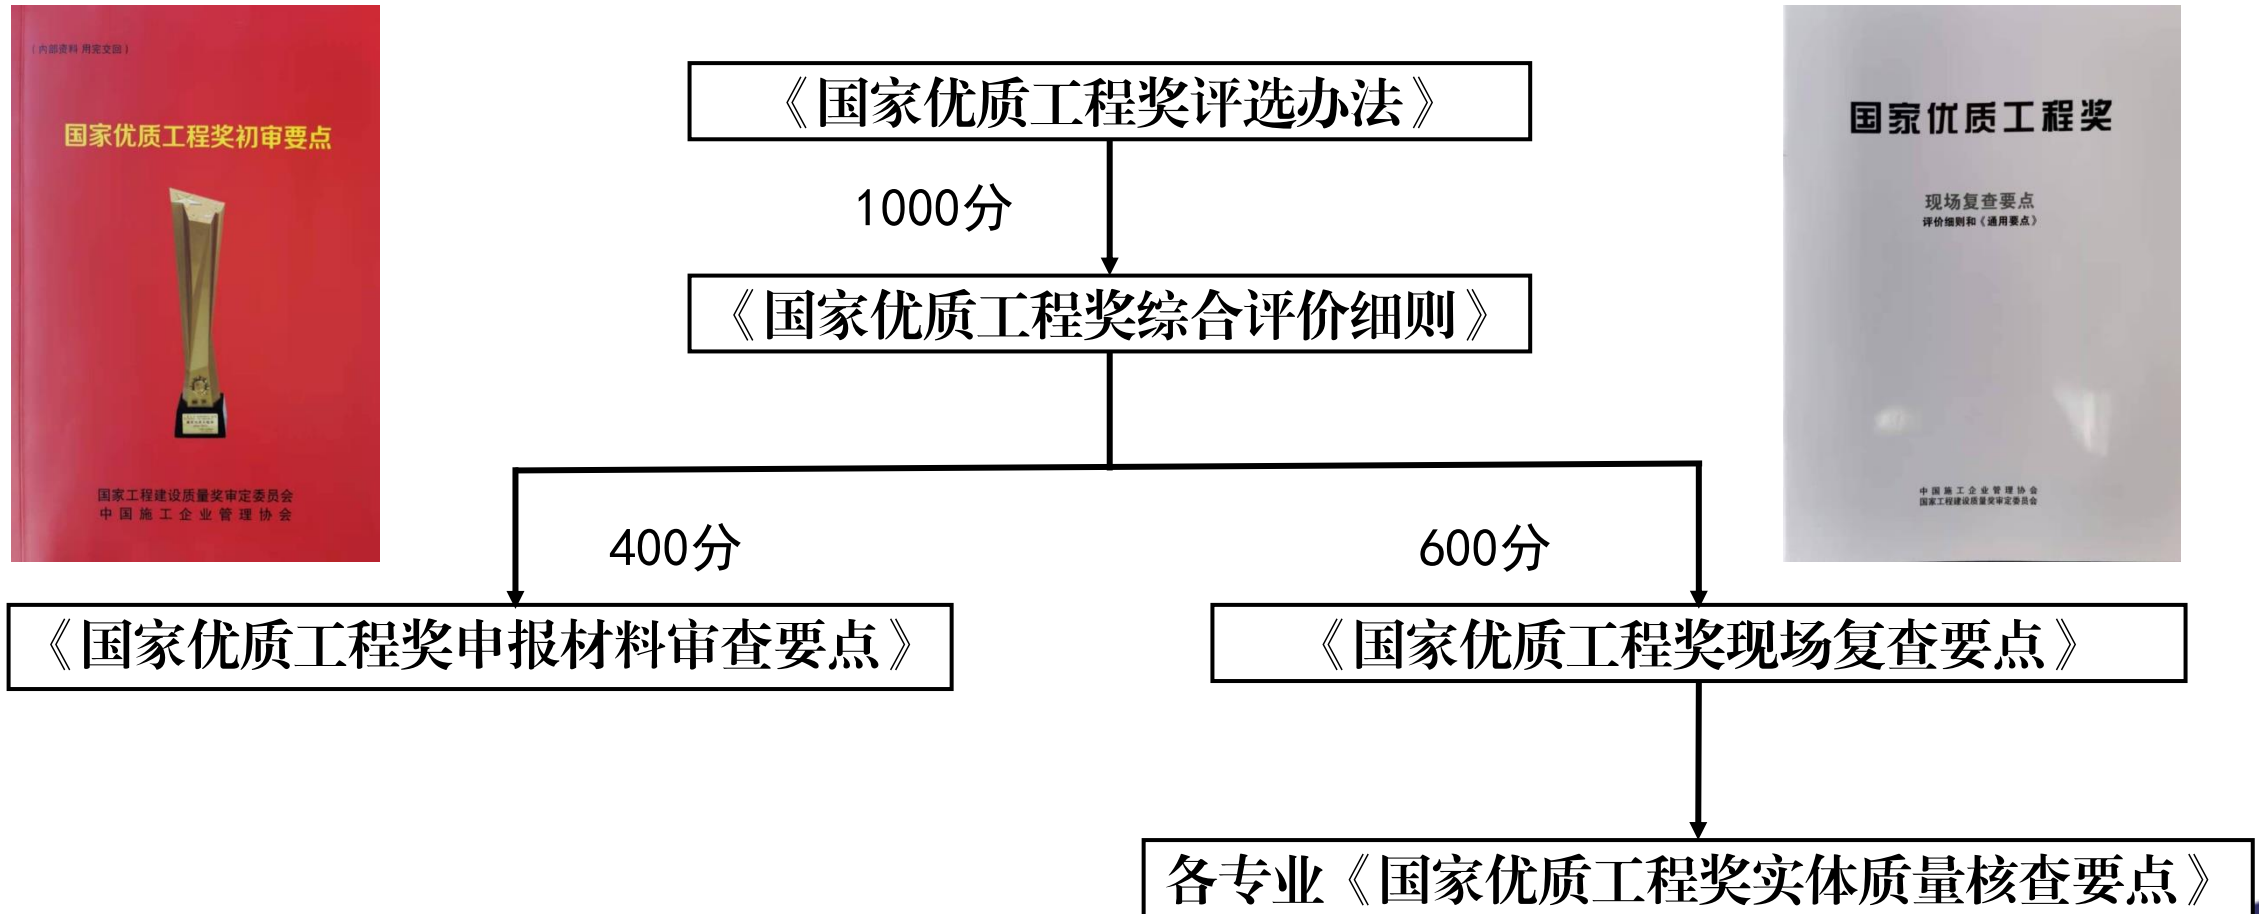 （内部资料 用完交回）
国家优质工程奖初审要点
国家工程建设质量奖审定委员会
中国施工企业管理协会
《国家优质工程奖评选办法》
1000分
《国家优质工程奖综合评价细则》
400分
600分
《国家优质工程奖申报材料审查要点》
《国家优质工程奖现场复查要点》
各专业《国家优质工程奖实体质量核查要点》
国家优质工程奖
现场复查要点
评价细则和《通用要点》
中国施工企业管理协会
国家工程建设质量奖审定委员会